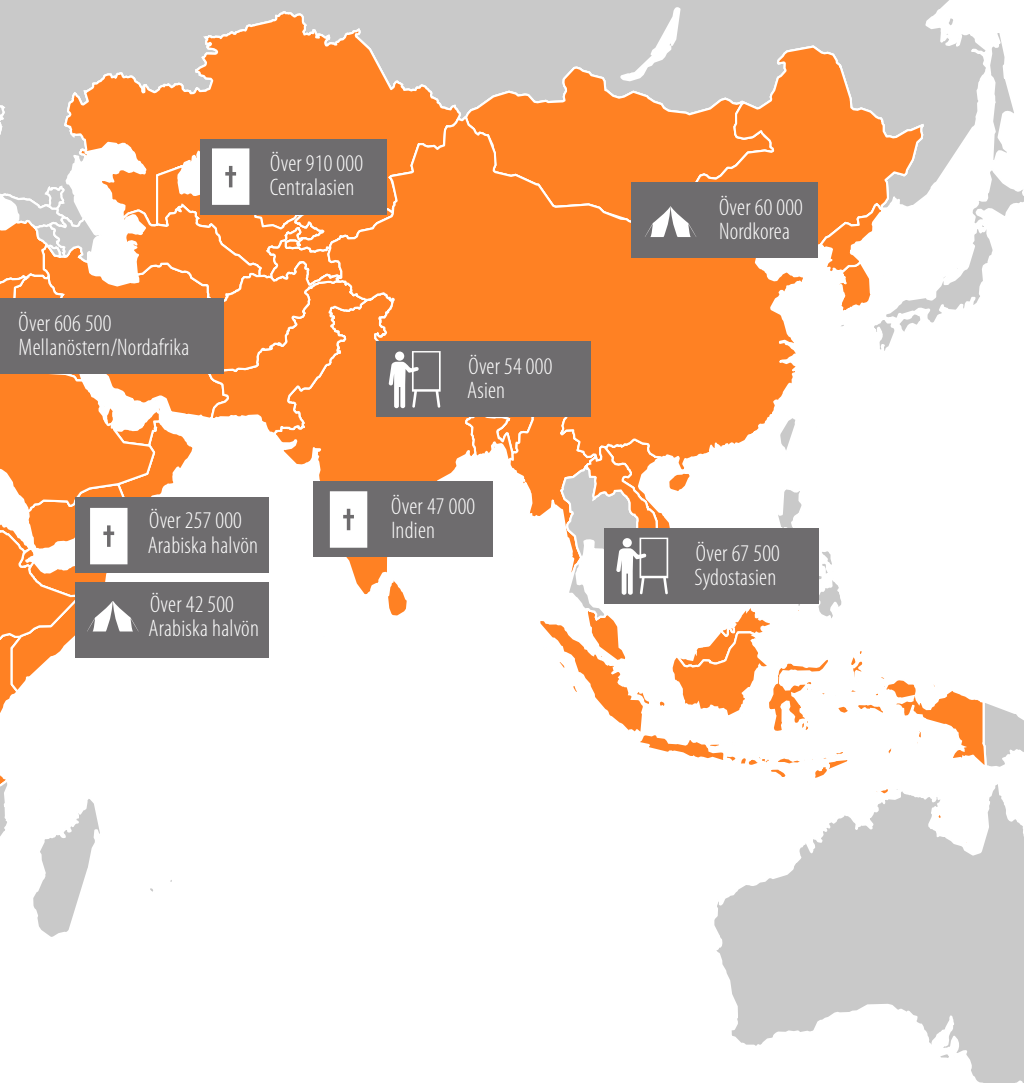 Över 910 000
Centralasien
Över 60 000
Nordkorea
Över 606 500
Mellanöstern/Nordafrika
Över 54 000
Asien
Över 47 000
Indien
Över 257 000
Arabiska halvön
Över 67 500
Sydostasien
Över 42 500
Arabiska halvön